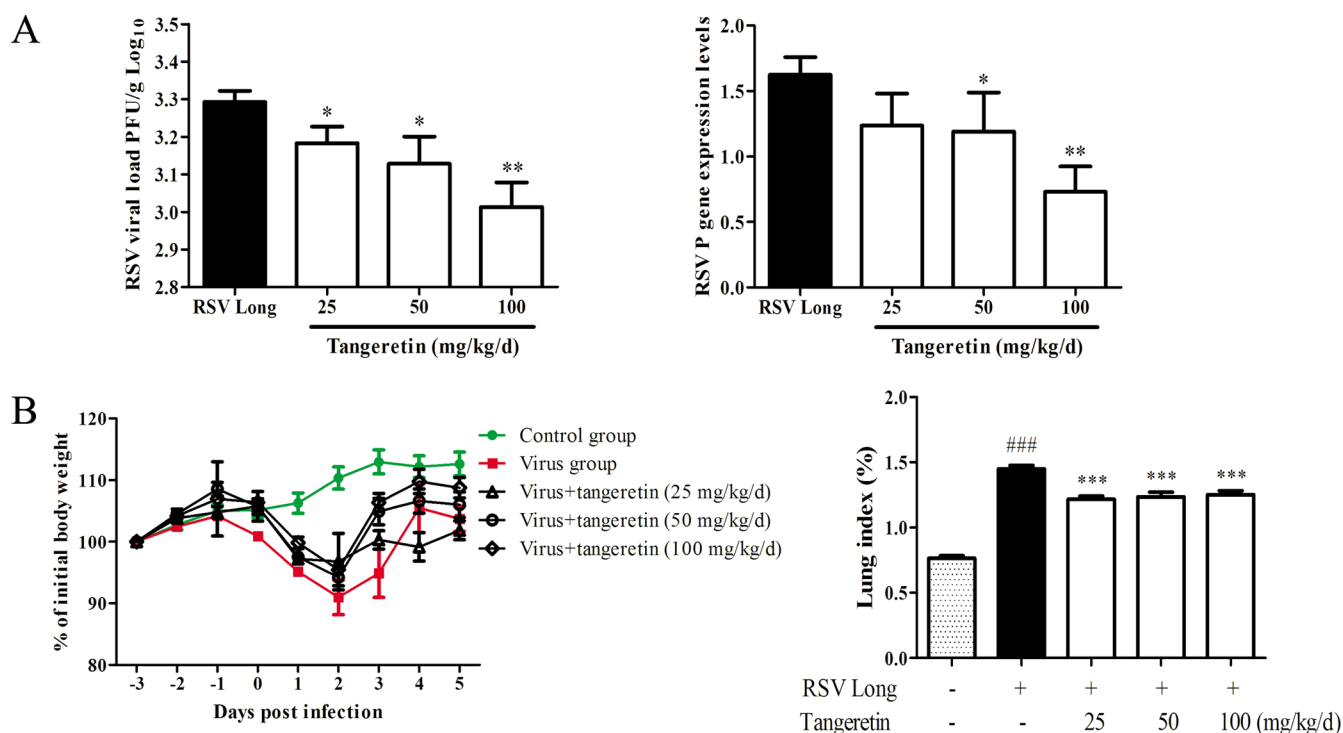 A
RSV viral load PFU/g Log10
3.5
3.4
3.3
3.2
3.1
3.0
2.9
2.8
*
*
**
RSV Long
25
50
100
Tangeretin (mg/kg/d)
RSV P gene expression levels
2.0
1.5
1.0
0.5
0.0
*
**
RSV Long
25
50
100
Tangeretin (mg/kg/d)
B
% of initial body weight
120
110
100
90
80
-3 -2 -1 0 1 2 3 4 5
Days post infection
Control group
Virus group
Virus+tangeretin (25 mg/kg/d)
Virus+tangeretin (50 mg/kg/d)
Virus+tangeretin (100 mg/kg/d)
Lung index (%)
2.0
1.5
1.0
0.5
0.0
###
***
***
***
RSV Long - + + + +
Tangeretin - - 25 50 100 (mg/kg/d)